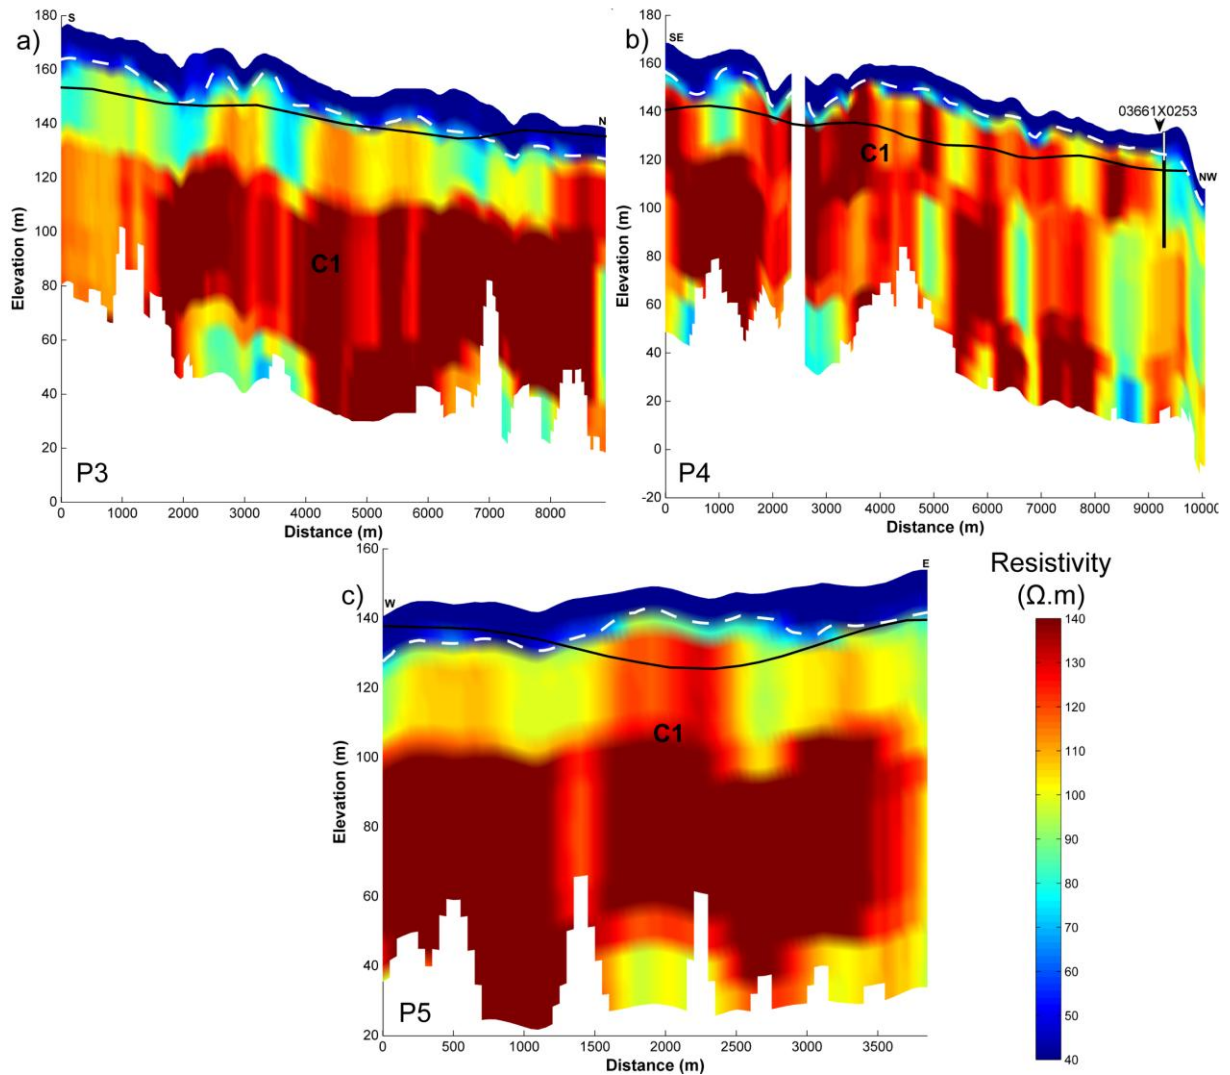 a)
S
180
160
140
120
100
80
60
40
20
0
Elevation (m)
C1
N
P3
0 1000 2000 3000 4000 5000 6000 7000 8000
Distance (m)
b)
SE
180
160
140
120
100
80
60
40
20
0
-20
Elevation (m)
C1
03661X0253
NW
P4
0 1000 2000 3000 4000 5000 6000 7000 8000 9000 10000
Distance (m)
c)
W
E
160
140
120
100
80
60
40
20
Elevation (m)
C1
P5
0 500 1000 1500 2000 2500 3000 3500
Distance (m)
Resistivity
(Ω.m)
140
130
120
110
100
90
80
70
60
50
40